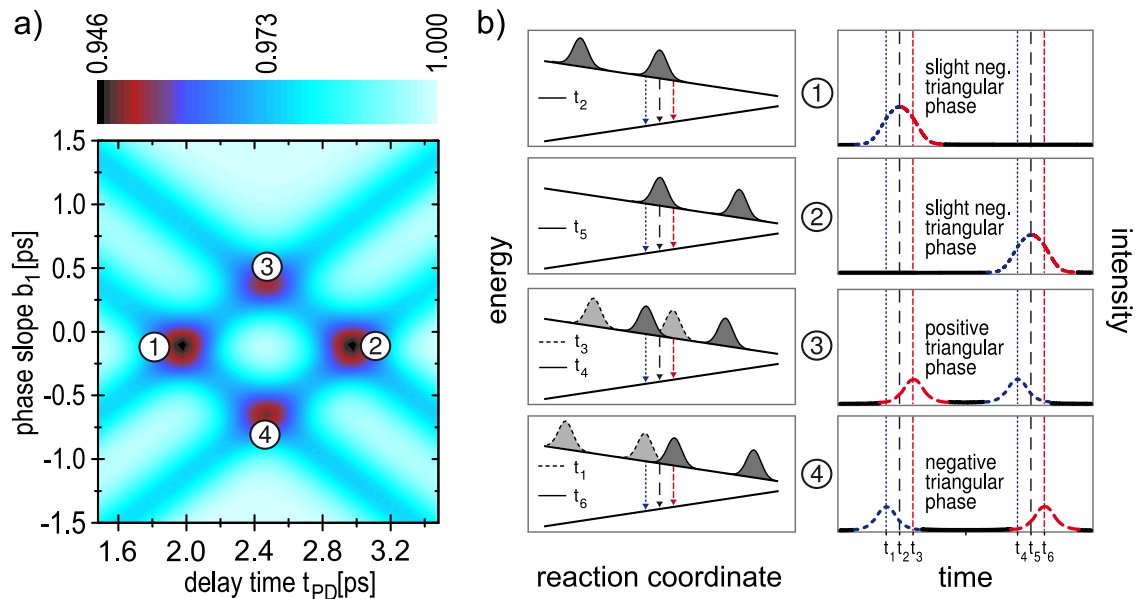 a)
0.946
0.973
1.000
phase slope b1[ps]
1.5
1.0
0.5
0.0
-0.5
-1.0
-1.5
3
1
2
4
1.6
2.0
2.4
2.8
3.2
delay time tPD[ps]
b)
energy
t2
t5
t3
t4
t1
t6
reaction coordinate
1
slight neg.
triangular
phase
2
slight neg.
triangular
phase
3
positive
triangular
phase
4
negative
triangular
phase
intensity
t1 t2 t3 t4 t5 t6
time